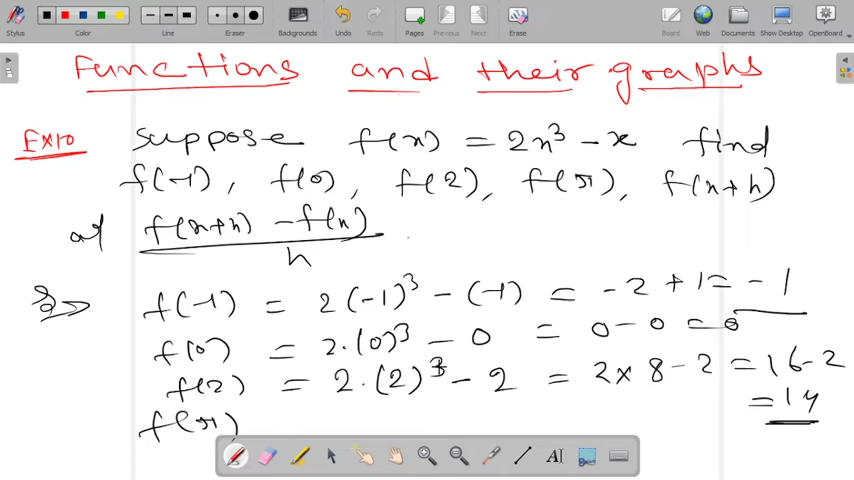 Stylus Color Line Eraser Backgrounds Undo Redo Pages Previous Next Erase Board Web Documents Show Desktop OpenBoard
Functions and their graphs
Ex10 Suppose f(x) = 2x³ - x find
f(-1), f(0), f(2), f(π), f(x+h)
f(x+h) - f(x)
h
f(-1) = 2(-1)³ - (-1) = -2 + 1 = -1
f(0) = 2.(0)³ - 0 = 0 - 0 = 0
f(2) = 2.(2)³ - 2 = 2 × 8 - 2 = 16 - 2
= 14
f(π)